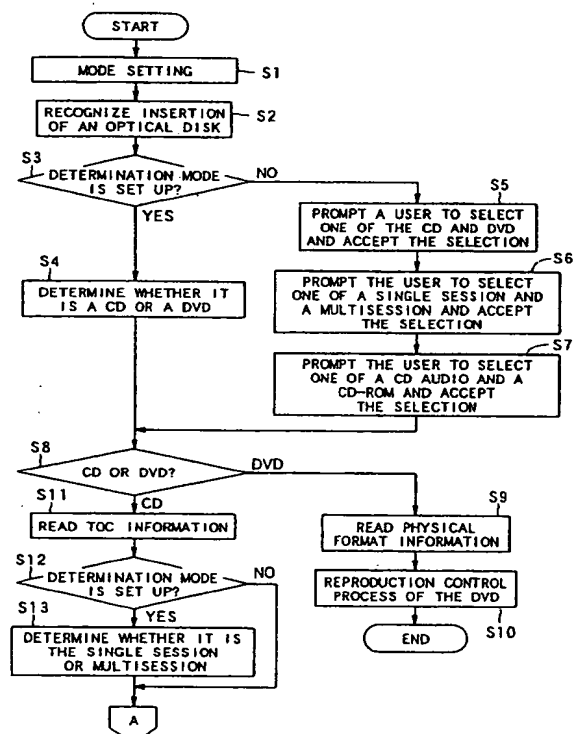 START
MODE SETTING
S1
RECOGNIZE INSERTION
OF AN OPTICAL DISK
S2
S3
DETERMINATION MODE
IS SET UP?
NO
YES
S5
PROMPT A USER TO SELECT
ONE OF THE CD AND DVD
AND ACCEPT THE SELECTION
S4
DETERMINE WHETHER IT
IS A CD OR A DVD
S6
PROMPT THE USER TO SELECT
ONE OF A SINGLE SESSION AND
A MULTISESSION AND ACCEPT
THE SELECTION
S7
PROMPT THE USER TO SELECT
ONE OF A CD AUDIO AND A
CD-ROM AND ACCEPT
THE SELECTION
S8
CD OR DVD?
DVD
CD
S11
READ TOC INFORMATION
S9
READ PHYSICAL
FORMAT INFORMATION
S12
DETERMINATION MODE
IS SET UP?
NO
YES
REPRODUCTION CONTROL
PROCESS OF THE DVD
S10
END
S13
DETERMINE WHETHER IT IS
THE SINGLE SESSION
OR MULTISESSION
A